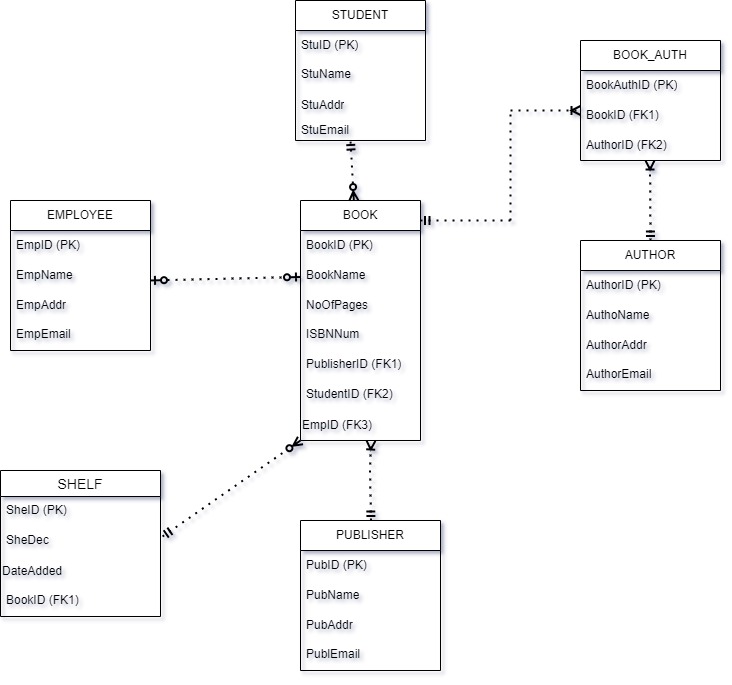 STUDENT
StuID (PK)
StuName
StuAddr
StuEmail
BOOK_AUTH
BookAuthID (PK)
BookID (FK1)
AuthorID (FK2)
EMPLOYEE
EmpID (PK)
EmpName
EmpAddr
EmpEmail
BOOK
BookID (PK)
BookName
NoOfPages
ISBNNum
PublisherID (FK1)
StudentID (FK2)
EmpID (FK3)
AUTHOR
AuthorID (PK)
AuthoName
AuthorAddr
AuthorEmail
SHELF
SheID (PK)
SheDec
DateAdded
BookID (FK1)
PUBLISHER
PubID (PK)
PubName
PubAddr
PublEmail